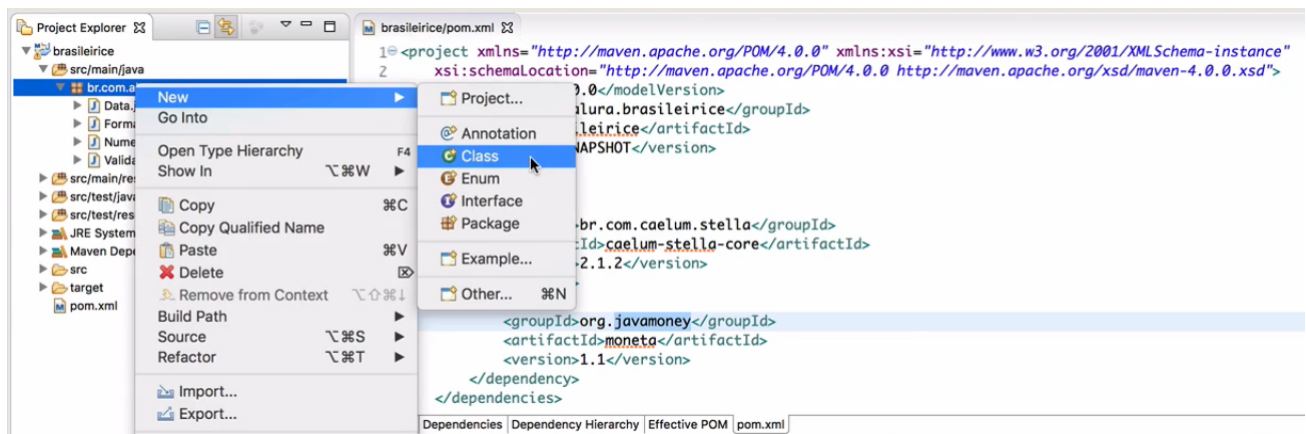 Project Explorer
brasileirice
src/main/java
br.com.a
Data.j
Forma
Nume
Valida
src/main/re
src/test/java
src/test/res
JRE System
Maven Depe
src
target
pom.xml
New
Go Into
Open Type Hierarchy F4
Show In ⌥⌘W
Copy ⌘C
Copy Qualified Name
Paste ⌘V
Delete ⌦
Remove from Context ⌥⇧⌘↓
Build Path
Source ⌥⌘S
Refactor ⌥⌘T
Import...
Export...
Project...
Annotation
Class
Enum
Interface
Package
Example...
Other... ⌘N
brasileirice/pom.xml
1 <project xmlns="http://maven.apache.org/POM/4.0.0" xmlns:xsi="http://www.w3.org/2001/XMLSchema-instance"
2 xsi:schemaLocation="http://maven.apache.org/POM/4.0.0 http://maven.apache.org/xsd/maven-4.0.0.xsd">
.0</modelVersion>
alura.brasileirice</groupId>
leirice</artifactId>
NAPSHOT</version>
br.com.caelum.stella</groupId>
Id>caelum-stella-core</artifactId>
>2.1.2</version>
<groupId>org.javamoney</groupId>
<artifactId>moneta</artifactId>
<version>1.1</version>
</dependency>
</dependencies>
Dependencies Dependency Hierarchy Effective POM pom.xml